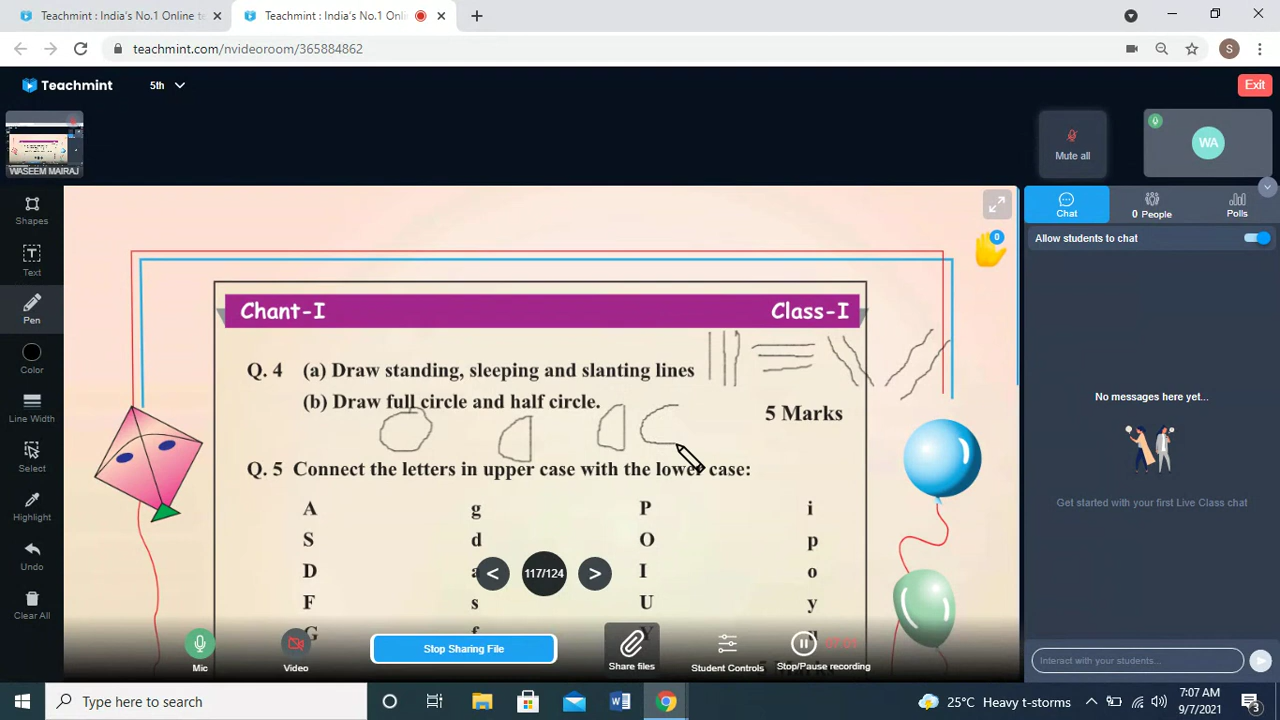 Teachmint : India's No.1 Online te
Teachmint : India's No.1 Onli
teachmint.com/nvideoroom/365884862
S
Teachmint
5th
Exit
WASEEM MAIRAJ
Mute all
WA
Shapes
Text
Pen
Color
Line Width
Select
Highlight
Undo
Clear All
0
Chat
0 People
Polls
Allow students to chat
No messages here yet...
Get started with your first Live Class chat
Interact with your students...
Chant-I Class-I
Q. 4 (a) Draw standing, sleeping and slanting lines
(b) Draw full circle and half circle.
5 Marks
Q. 5 Connect the letters in upper case with the lower case:
A g P i
S d O p
D a I o
F s U y
G f Y
5 Marks
117/124
Mic
Video
Stop Sharing File
Share files
Student Controls
Stop/Pause recording
Type here to search
25°C Heavy t-storms
7:07 AM
9/7/2021
3